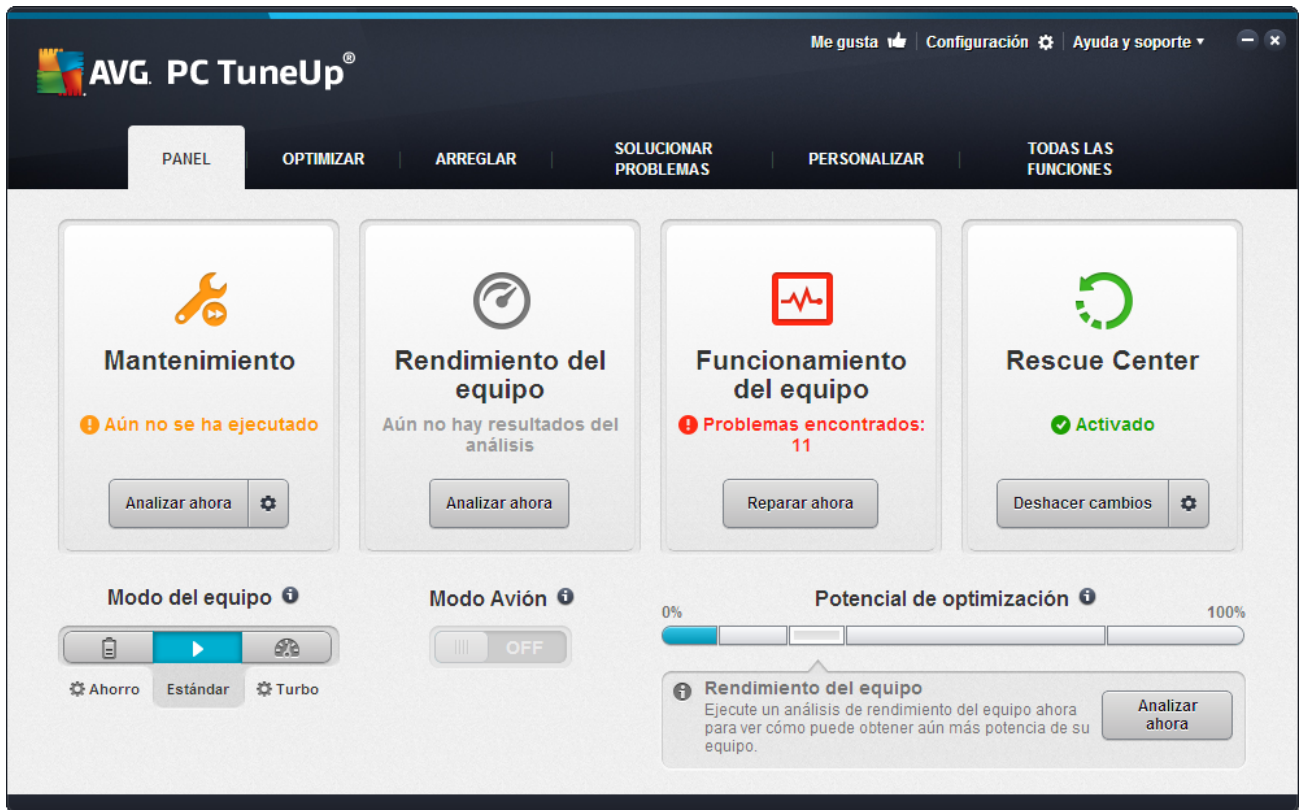 Me gusta Configuración Ayuda y soporte
AVG. PC TuneUp®
PANEL
OPTIMIZAR
ARREGLAR
SOLUCIONAR
PROBLEMAS
PERSONALIZAR
TODAS LAS
FUNCIONES
Mantenimiento
Aún no se ha ejecutado
Analizar ahora
Rendimiento del
equipo
Aún no hay resultados del
análisis
Analizar ahora
Funcionamiento
del equipo
Problemas encontrados:
11
Reparar ahora
Rescue Center
Activado
Deshacer cambios
Modo del equipo
Ahorro
Estándar
Turbo
Modo Avión
OFF
Potencial de optimización
0%
100%
Rendimiento del equipo
Ejecute un análisis de rendimiento del equipo ahora
para ver cómo puede obtener aún más potencia de su
equipo.
Analizar
ahora